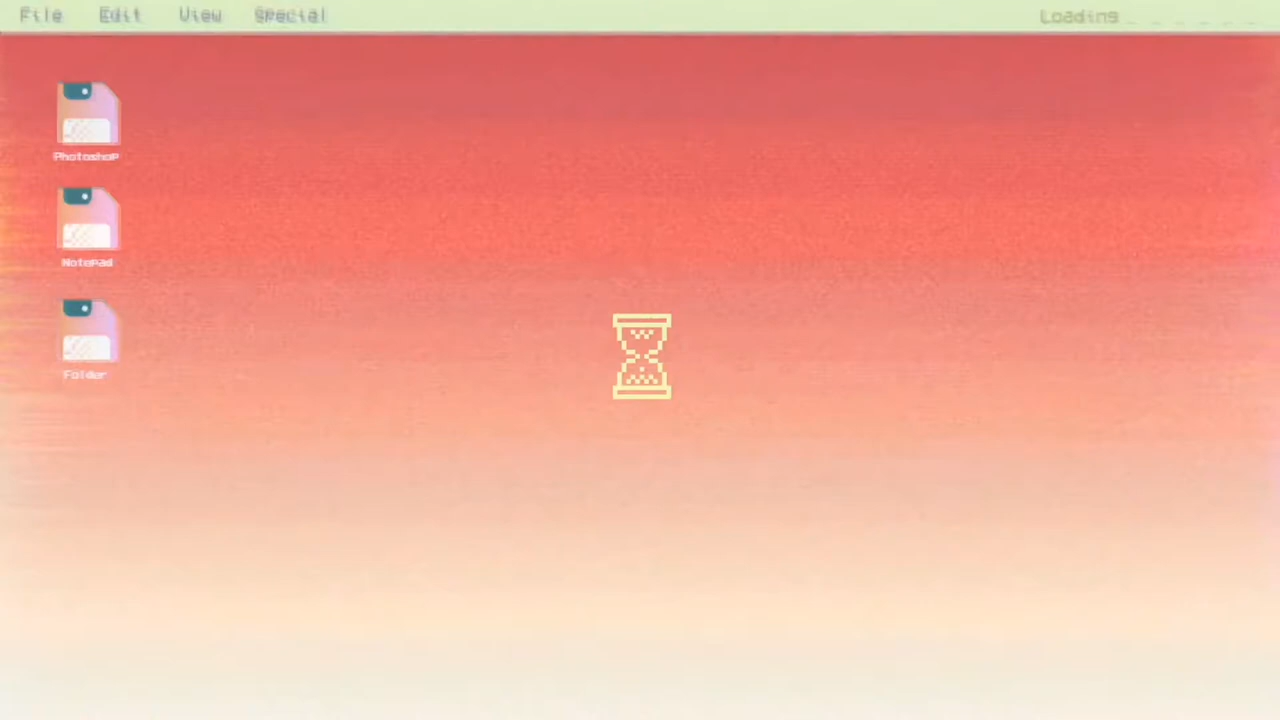 File Edit View Special Loading _ _ _ _ _ _ _
Photoshop
Notepad
Folder